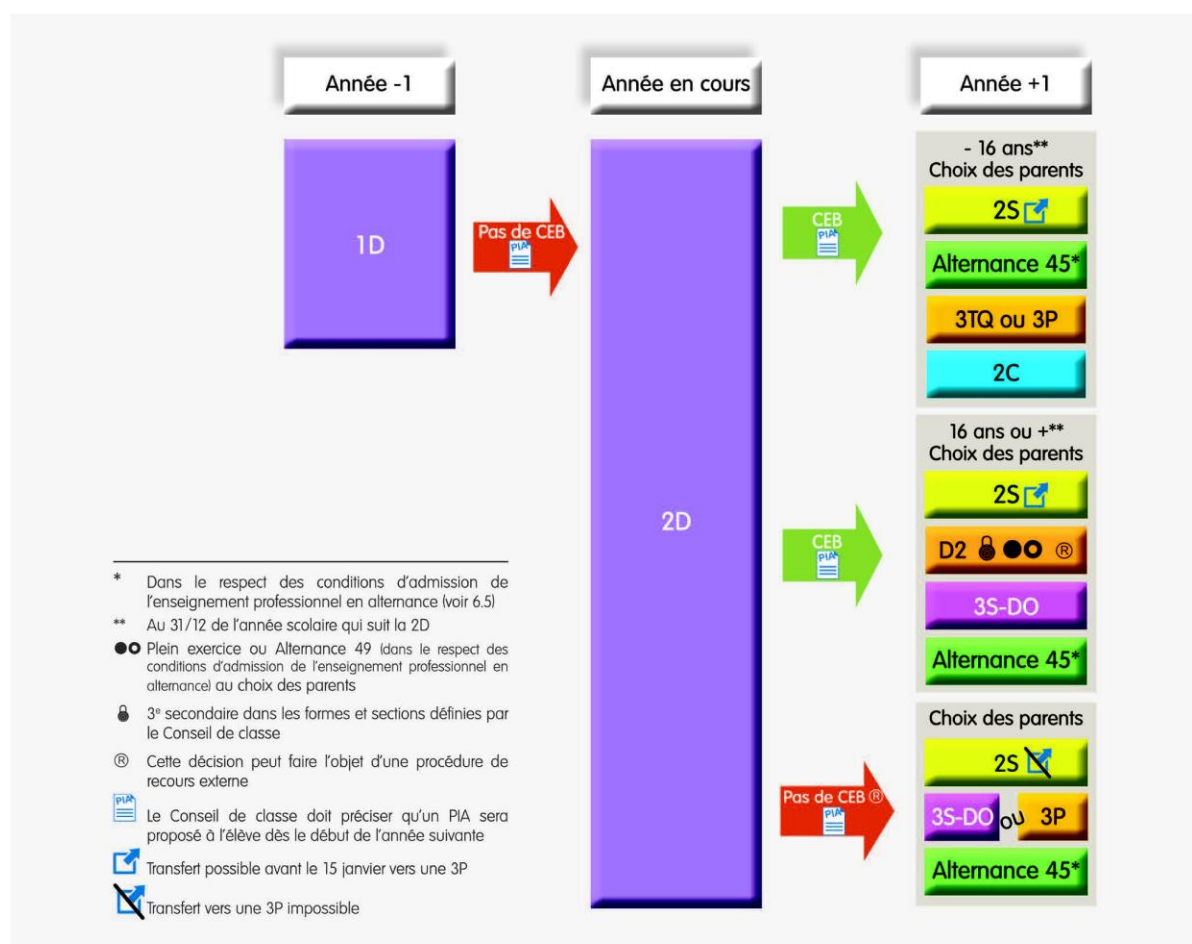 Année -1
Année en cours
Année +1
1D
Pas de CEB
PIA
2D
CEB
PIA
- 16 ans**
Choix des parents
2S
Alternance 45*
3TQ ou 3P
2C
CEB
PIA
16 ans ou +**
Choix des parents
2S
D2 ®
3S-DO
Alternance 45*
Pas de CEB ®
PIA
Choix des parents
2S
3S-DO ou 3P
Alternance 45*
* Dans le respect des conditions d'admission de
l'enseignement professionnel en alternance (voir 6.5)
** Au 31/12 de l'année scolaire qui suit la 2D
Plein exercice ou Alternance 49 (dans le respect des
conditions d'admission de l'enseignement professionnel en
alternance) au choix des parents
3e secondaire dans les formes et sections définies par
le Conseil de classe
® Cette décision peut faire l'objet d'une procédure de
recours externe
PIA
Le Conseil de classe doit préciser qu'un PIA sera
proposé à l'élève dès le début de l'année suivante
Transfert possible avant le 15 janvier vers une 3P
Transfert vers une 3P impossible